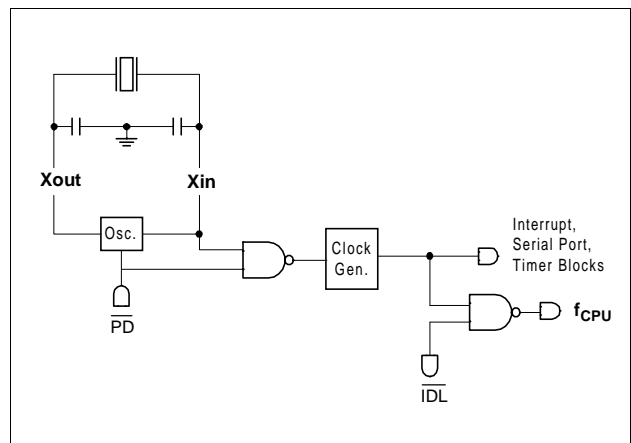 Xout
Xin
Osc.
PD
Clock
Gen.
Interrupt,
Serial Port,
Timer Blocks
fCPU
IDL